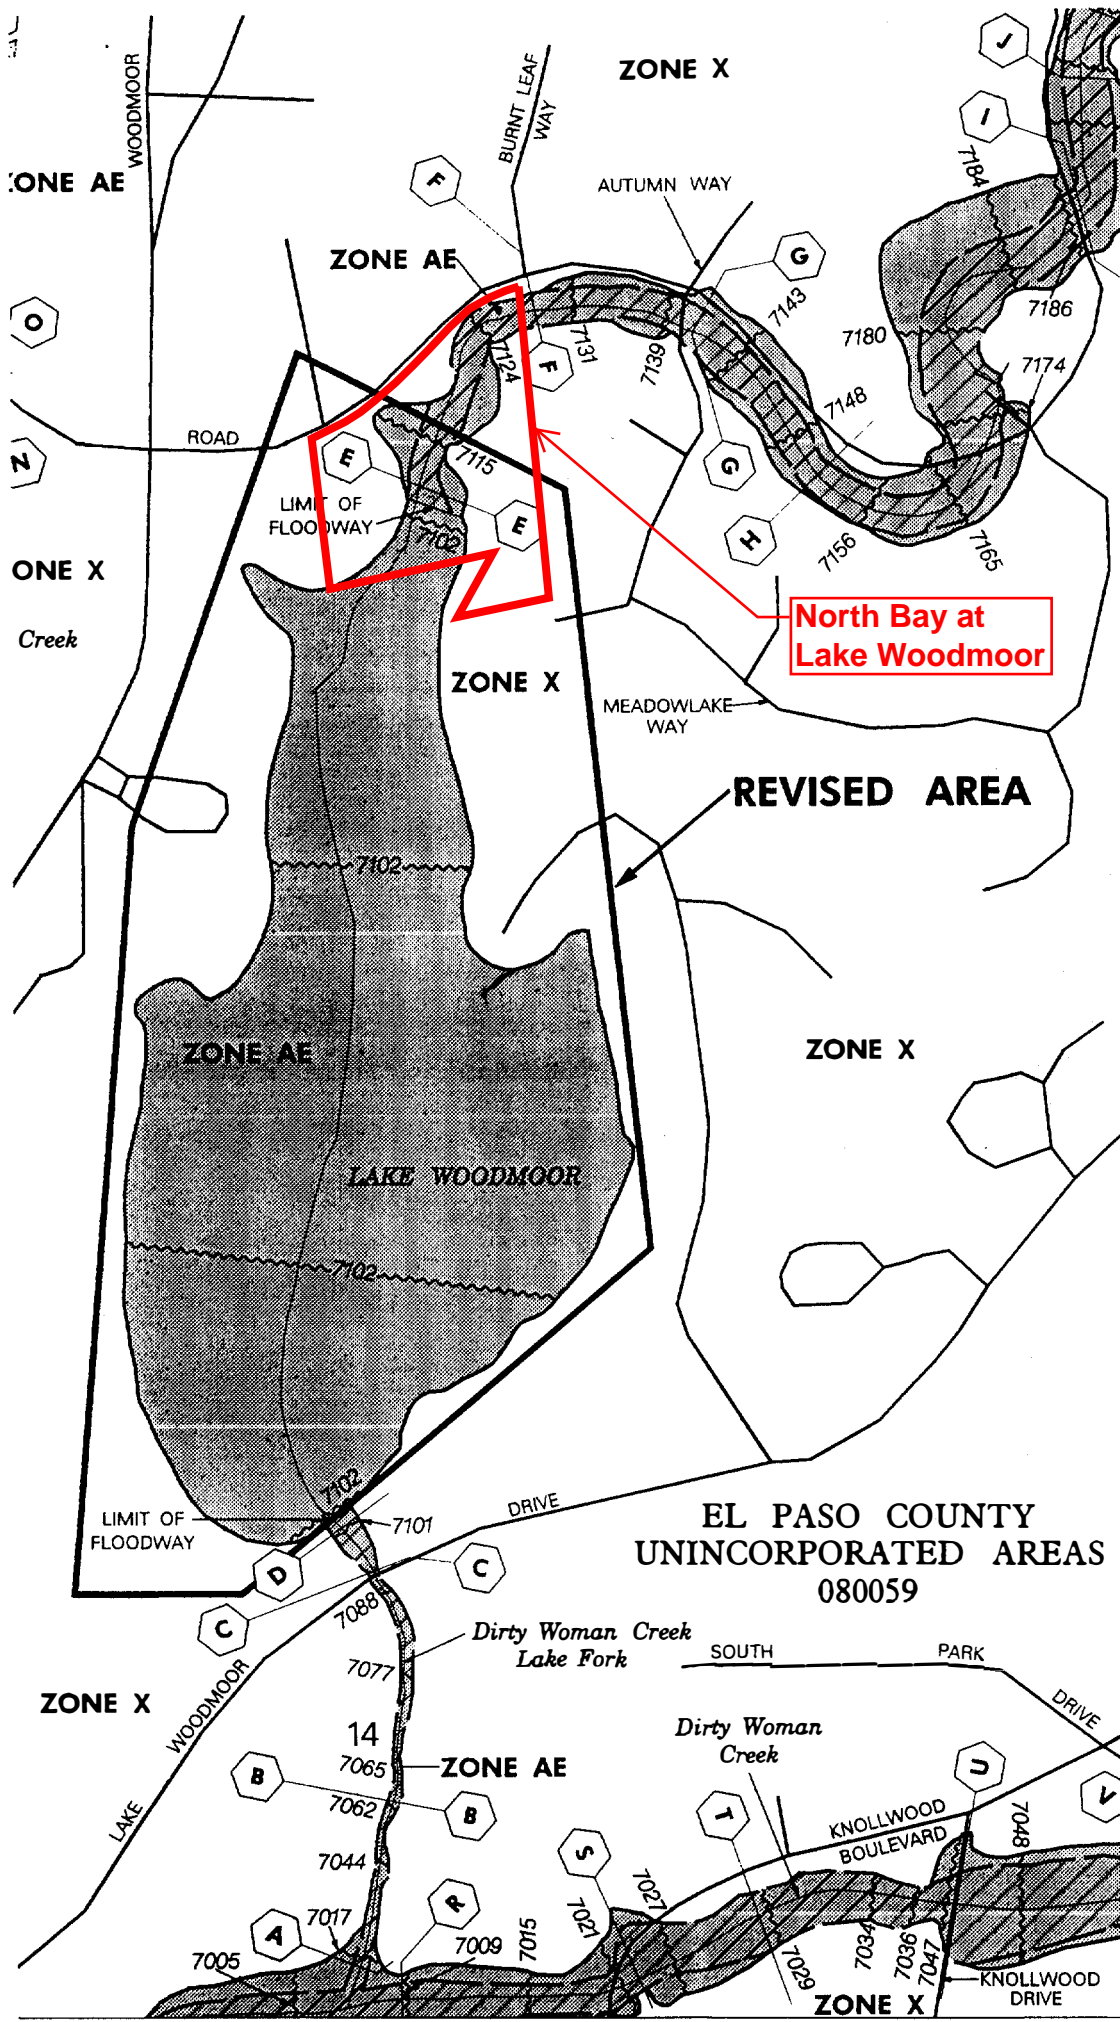 WOODMOOR
BURNT LEAF
WAY
ZONE X
J
I
ZONE AE
F
AUTUMN WAY
7184
ZONE AE
G
7143
7186
O
7180
7124
F
7131
7139
7174
7148
ROAD
N
E
7115
G
LIMIT OF
FLOODWAY
7102
E
H
7156
7165
ONE X
Creek
North Bay at
Lake Woodmoor
ZONE X
MEADOWLAKE
WAY
REVISED AREA
7102
ZONE AE
ZONE X
LAKE WOODMOOR
7102
7102
LIMIT OF
FLOODWAY
7101
DRIVE
EL PASO COUNTY
UNINCORPORATED AREAS
080059
D
C
C
7088
Dirty Woman Creek
Lake Fork
7077
SOUTH
PARK
DRIVE
ZONE X
WOODMOOR
LAKE
14
Dirty Woman
Creek
7065
ZONE AE
B
7062
B
U
V
T
KNOLLWOOD
BOULEVARD
7048
7044
S
7027
7021
R
A
7017
7005
7009
7015
7029
7034
7036
7047
KNOLLWOOD
DRIVE
ZONE X